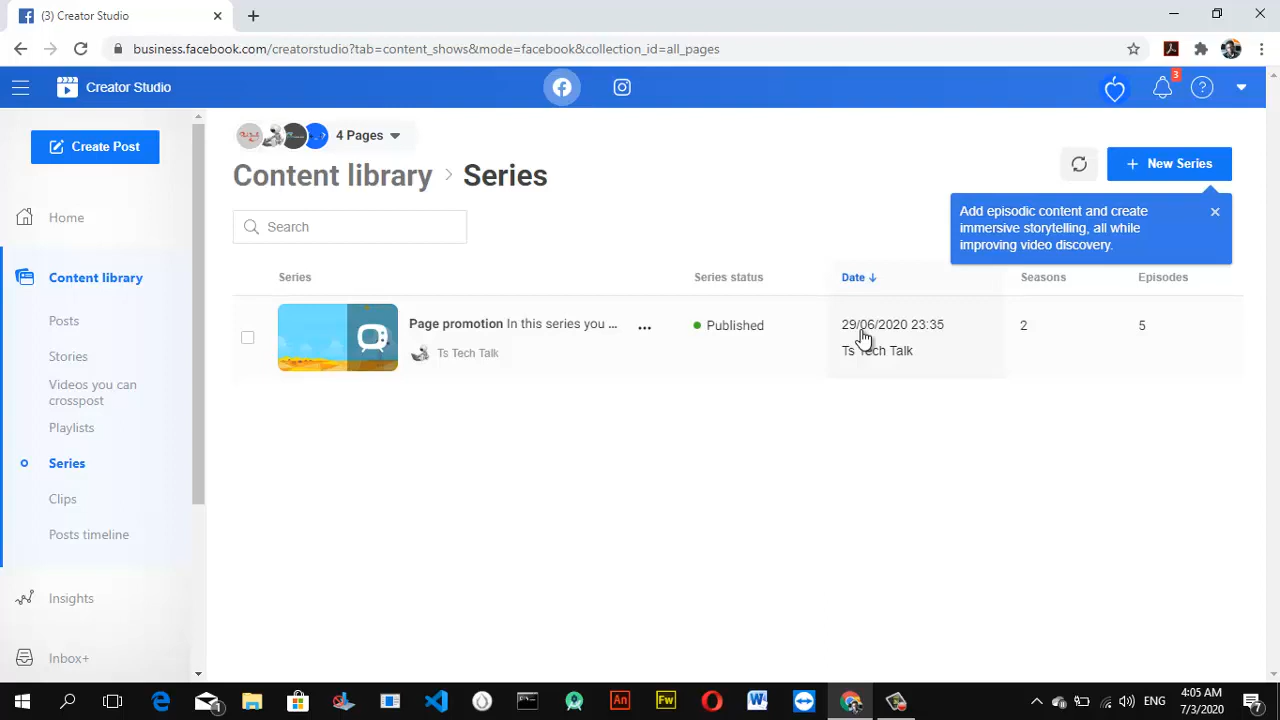 (3) Creator Studio
business.facebook.com/creatorstudio?tab=content_shows&mode=facebook&collection_id=all_pages
Creator Studio
3
Create Post
4 Pages
Content library > Series
New Series
Add episodic content and create
immersive storytelling, all while
improving video discovery.
Search
Home
Content library
Posts
Stories
Videos you can
crosspost
Playlists
Series
Clips
Posts timeline
Insights
Inbox+
Series
Series status
Date ↓
Seasons
Episodes
Page promotion In this series you ...
Ts Tech Talk
Published
29/06/2020 23:35
Ts Tech Talk
2
5
1
An
Fw
ENG
4:05 AM
7/3/2020
7